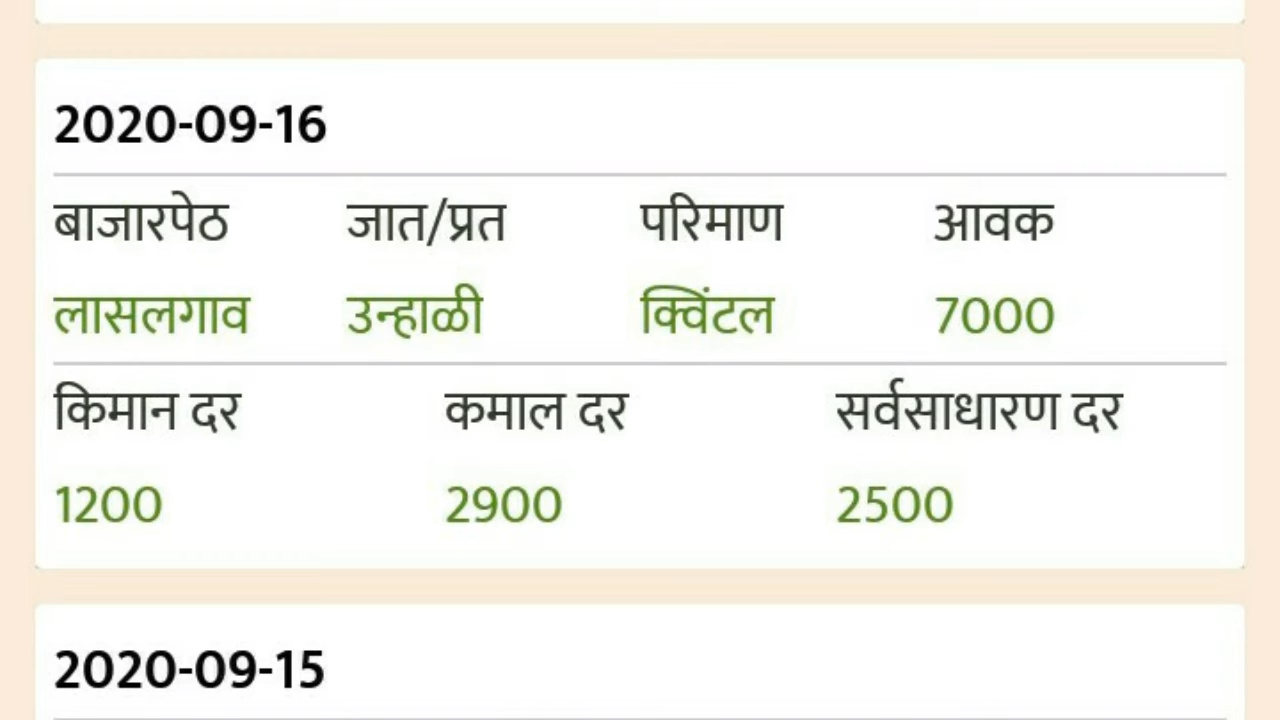 2020-09-16
बाजारपेठ जात/प्रत परिमाण आवक
लासलगाव उन्हाळी क्विंटल 7000
किमान दर कमाल दर सर्वसाधारण दर
1200 2900 2500
2020-09-15